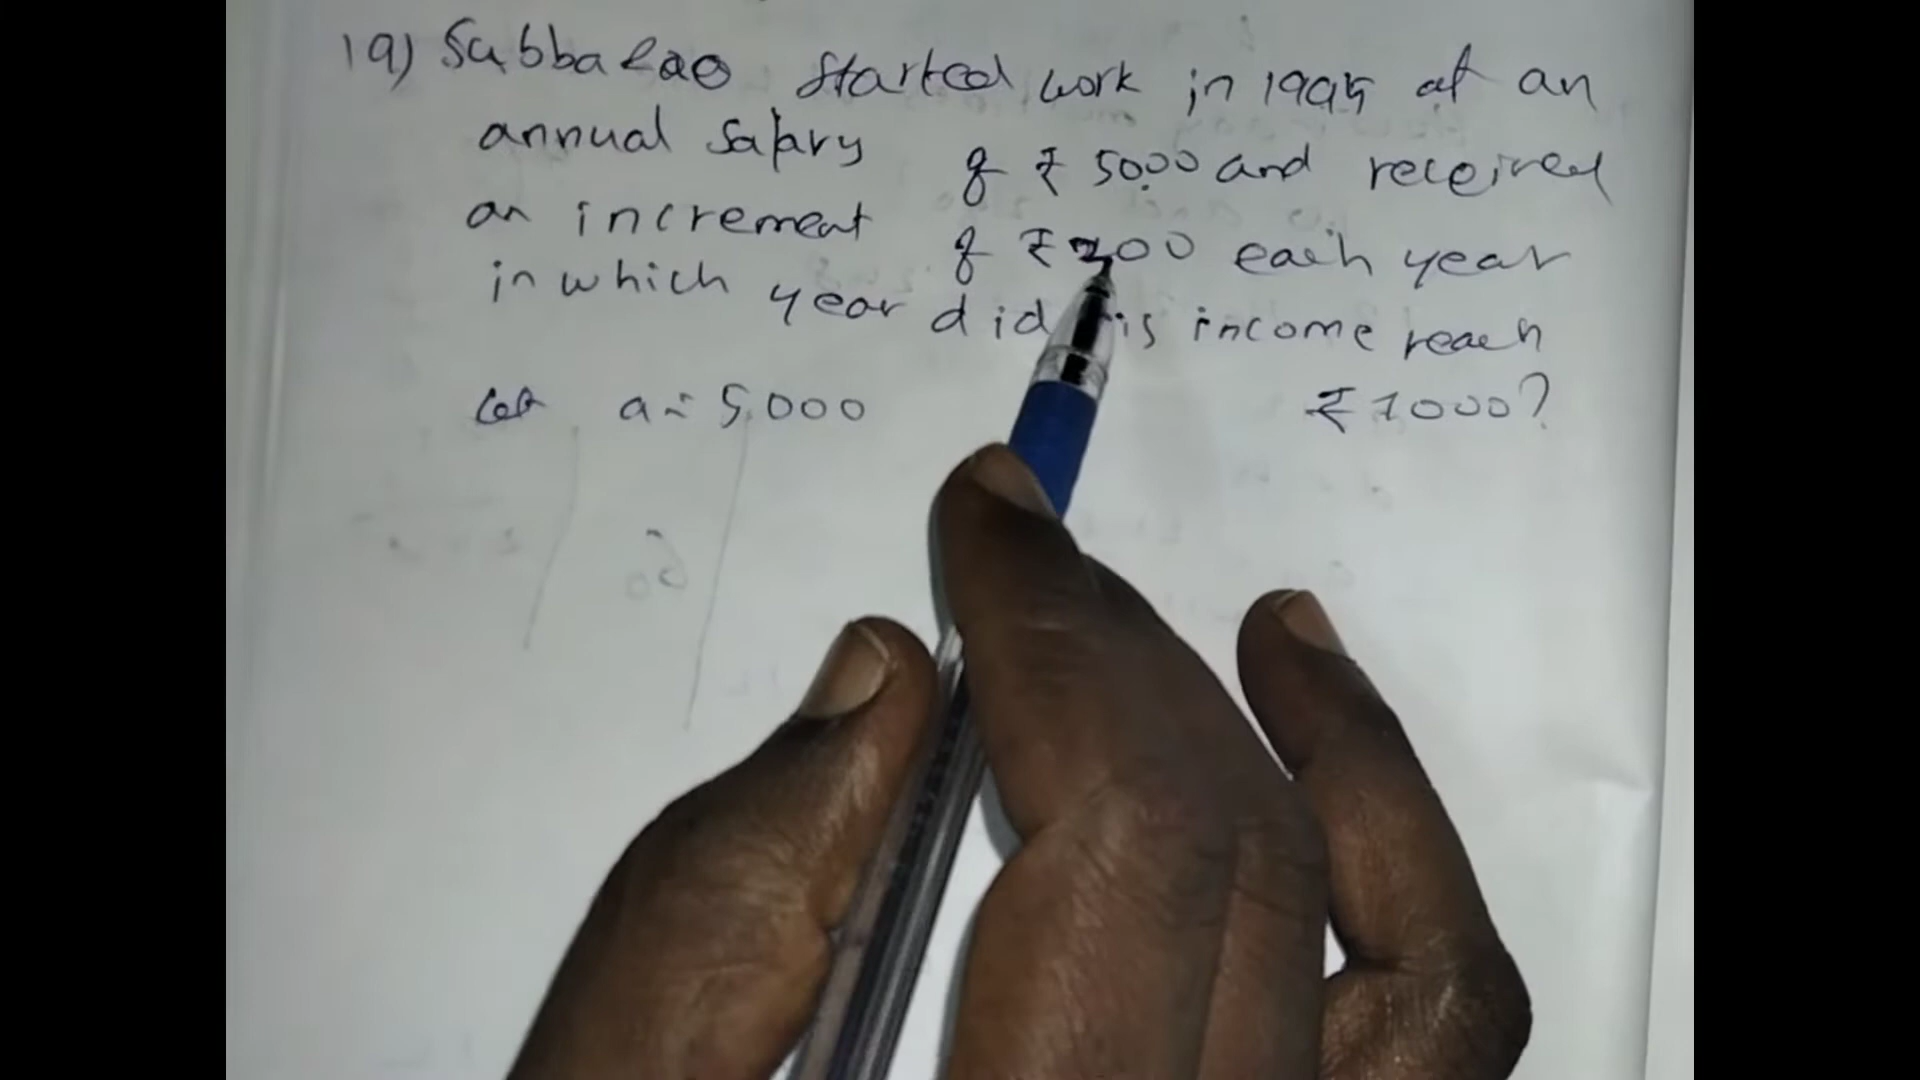 19) Subbarao started work in 1995 at an
annual salary of ₹ 5000 and received
an increment of ₹ 200 each year
in which year did his income reach
₹ 7000?
Let a = 5000